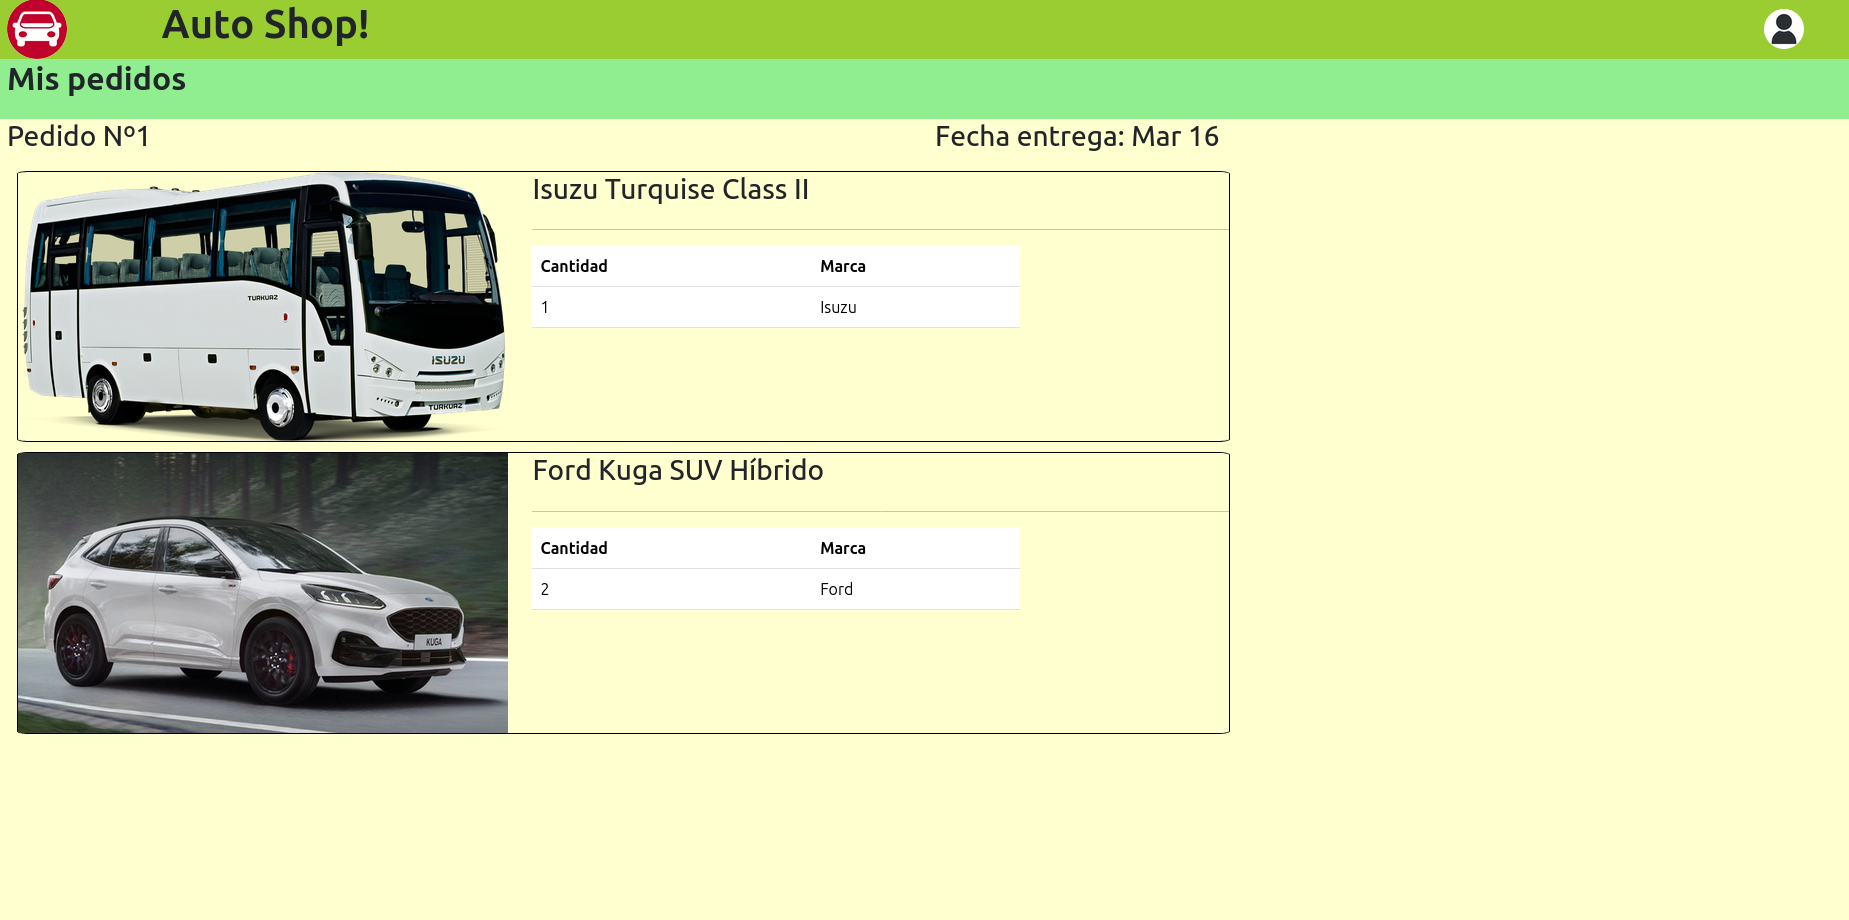 Auto Shop!
Mis pedidos
Pedido Nº1
Fecha entrega: Mar 16
Isuzu Turquise Class II
Cantidad Marca
1 Isuzu
TURKUAZ
ISUZU
TURKUAZ
Ford Kuga SUV Híbrido
Cantidad Marca
2 Ford
KUGA